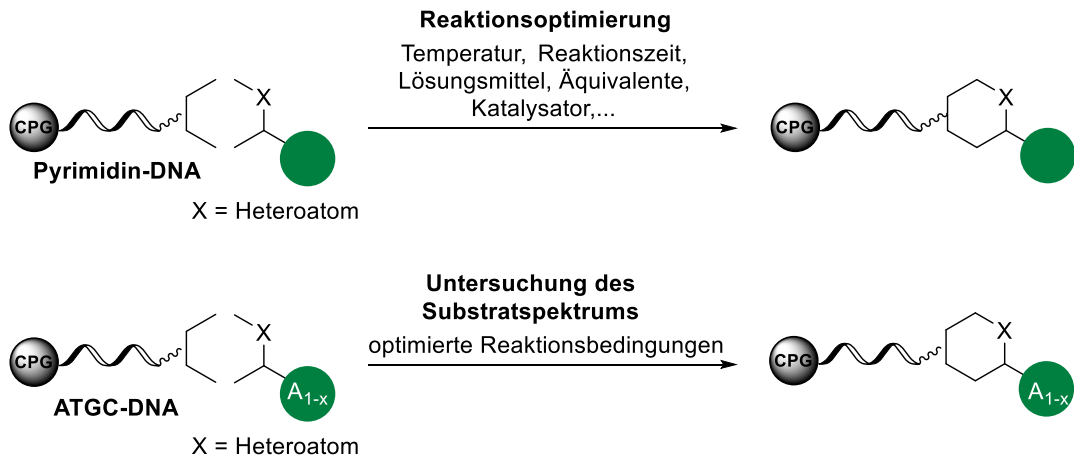 Reaktionsoptimierung
Temperatur, Reaktionszeit,
Lösungsmittel, Äquivalente,
Katalysator,...
X
X
CPG
CPG
Pyrimidin-DNA
X = Heteroatom
Untersuchung des
Substratspektrums
optimierte Reaktionsbedingungen
X
X
CPG
CPG
A1-x
A1-x
ATGC-DNA
X = Heteroatom